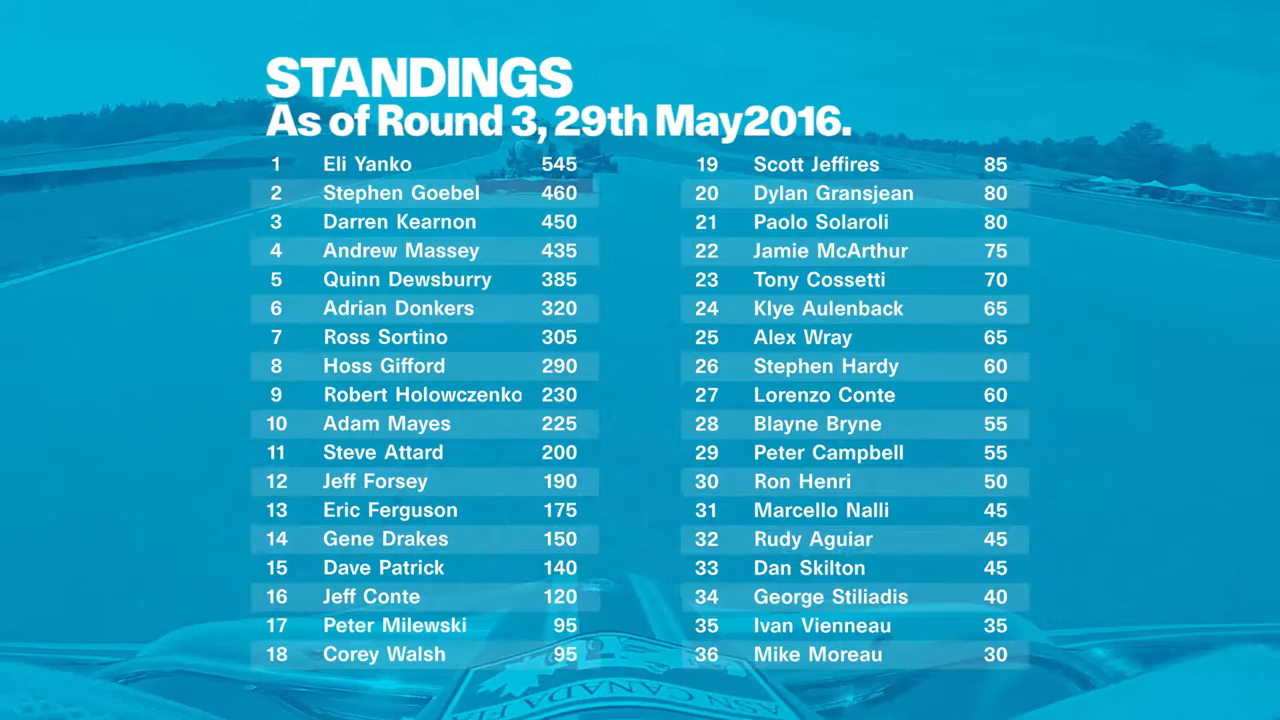 STANDINGS
As of Round 3, 29th May2016.
1 Eli Yanko 545
2 Stephen Goebel 460
3 Darren Kearnon 450
4 Andrew Massey 435
5 Quinn Dewsburry 385
6 Adrian Donkers 320
7 Ross Sortino 305
8 Hoss Gifford 290
9 Robert Holowczenko 230
10 Adam Mayes 225
11 Steve Attard 200
12 Jeff Forsey 190
13 Eric Ferguson 175
14 Gene Drakes 150
15 Dave Patrick 140
16 Jeff Conte 120
17 Peter Milewski 95
18 Corey Walsh 95
19 Scott Jeffires 85
20 Dylan Gransjean 80
21 Paolo Solaroli 80
22 Jamie McArthur 75
23 Tony Cossetti 70
24 Klye Aulenback 65
25 Alex Wray 65
26 Stephen Hardy 60
27 Lorenzo Conte 60
28 Blayne Bryne 55
29 Peter Campbell 55
30 Ron Henri 50
31 Marcello Nalli 45
32 Rudy Aguiar 45
33 Dan Skilton 45
34 George Stiliadis 40
35 Ivan Vienneau 35
36 Mike Moreau 30
ASN CANADA FIA